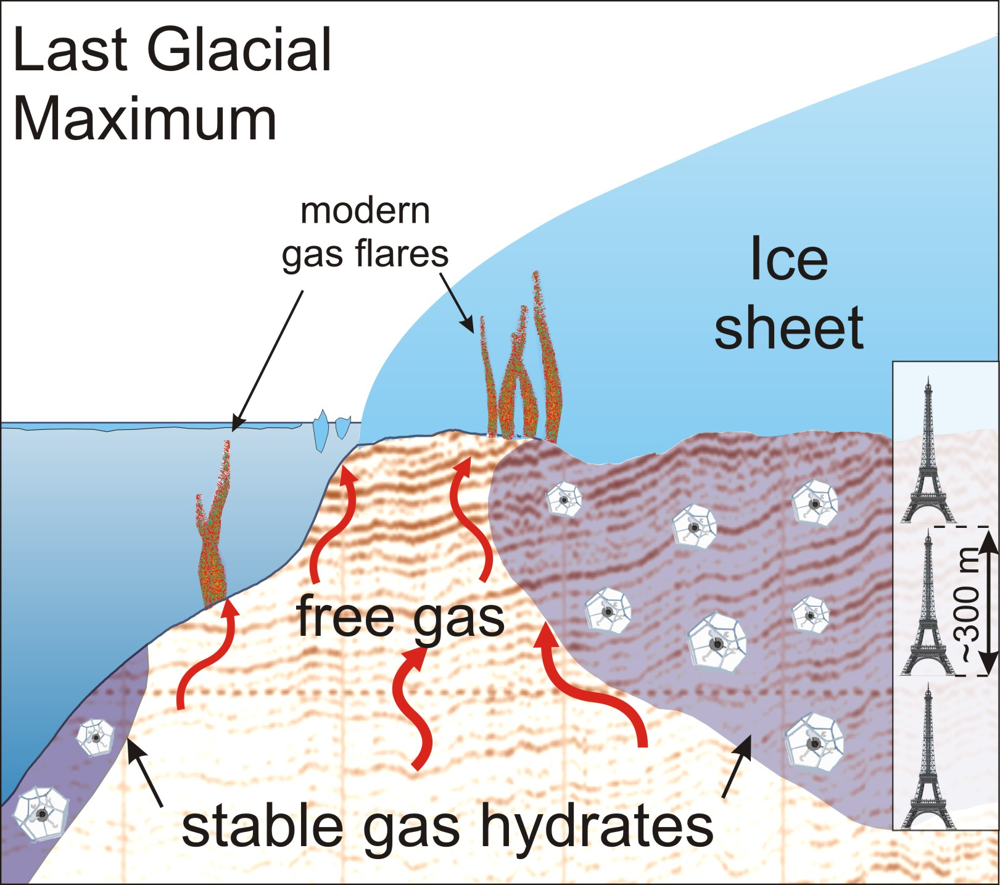 Last Glacial
Maximum
modern
gas flares
Ice
sheet
free gas
~300 m
stable gas hydrates